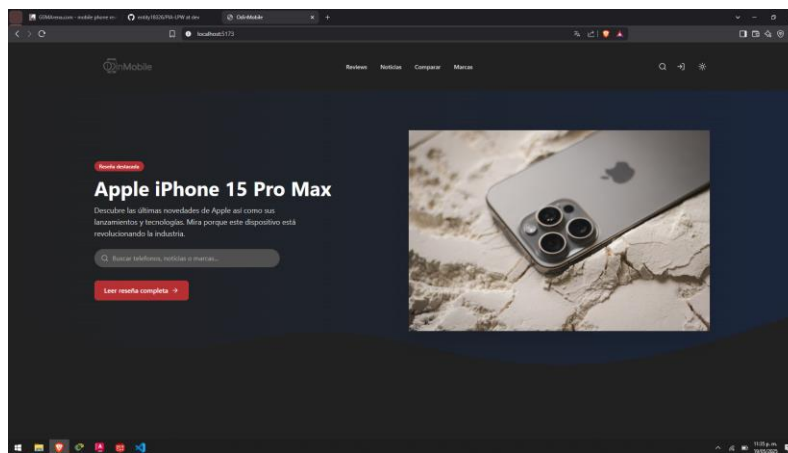 localhost:5173
OdinMobile
Reviews Noticias Comparar Marcas
Reseña destacada
Apple iPhone 15 Pro Max
Descubre las últimas novedades de Apple así como sus
lanzamientos y tecnologías. Mira porque este dispositivo está
revolucionando la industria.
Buscar teléfonos, noticias o marcas...
Leer reseña completa →